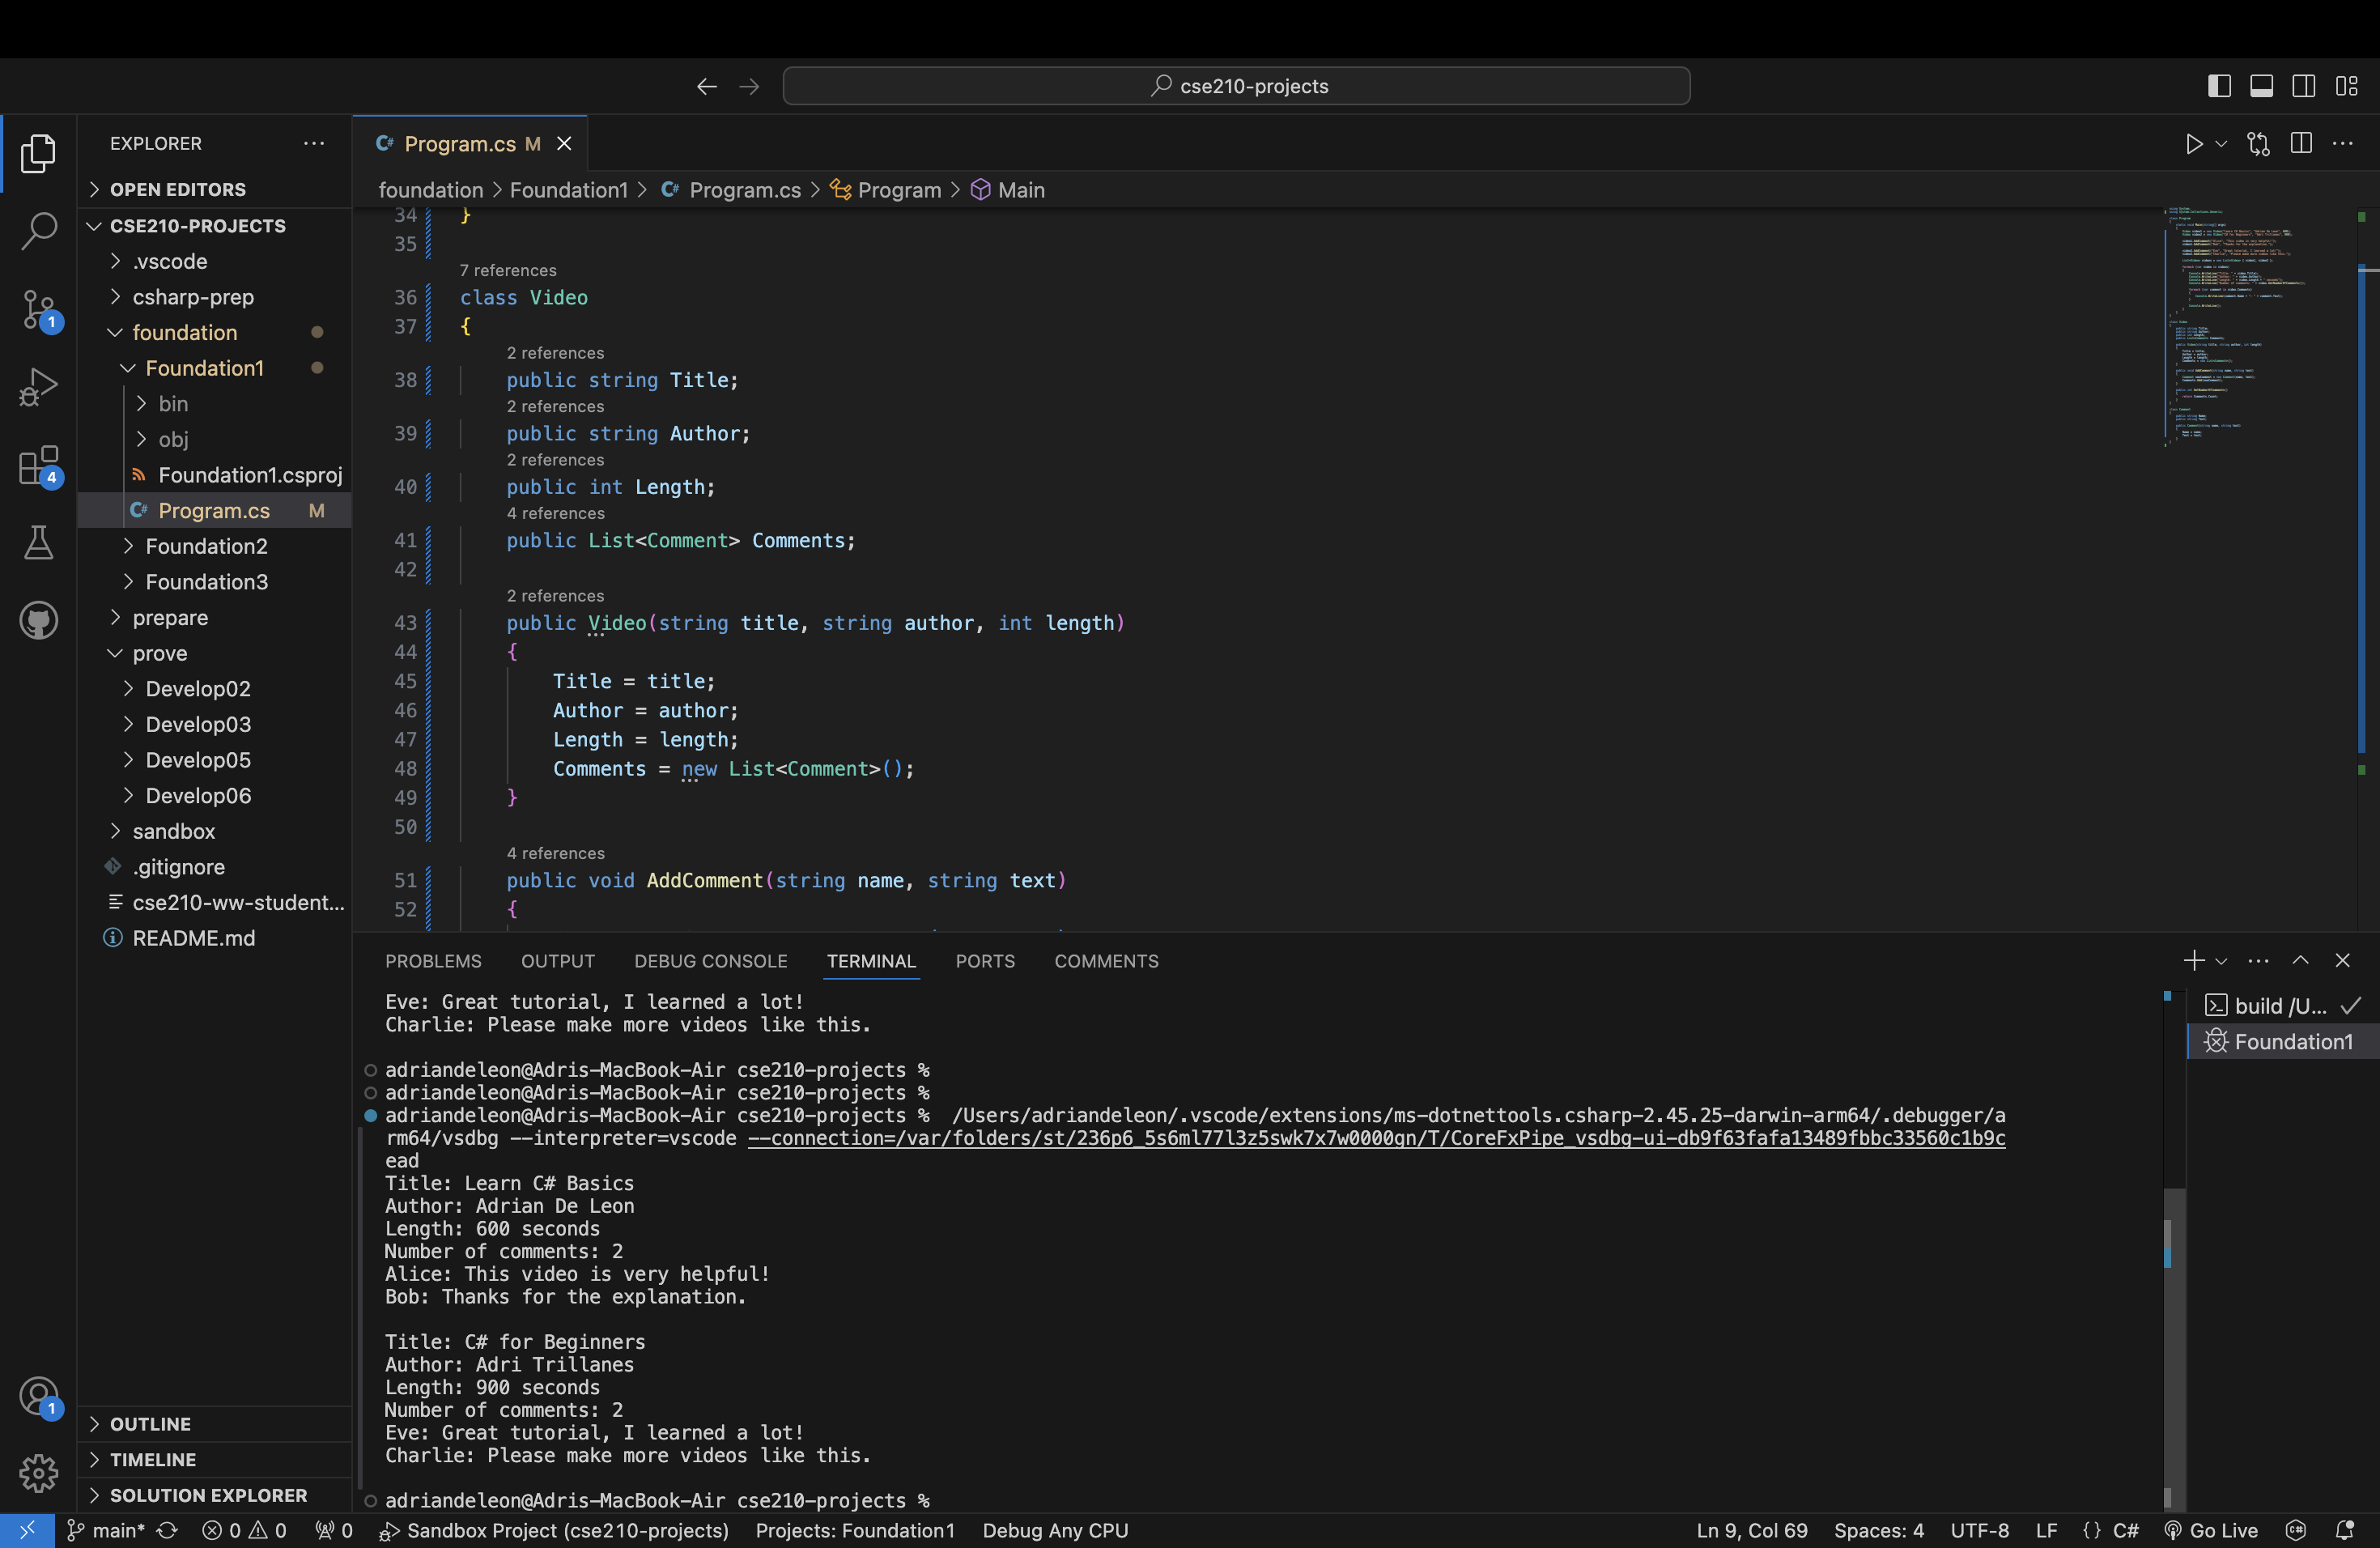 cse210-projects
EXPLORER
OPEN EDITORS
CSE210-PROJECTS
.vscode
csharp-prep
foundation
Foundation1
bin
obj
Foundation1.csproj
Program.cs M
Foundation2
Foundation3
prepare
prove
Develop02
Develop03
Develop05
Develop06
sandbox
.gitignore
cse210-ww-student...
README.md
OUTLINE
TIMELINE
SOLUTION EXPLORER
1
4
1
Program.cs M
foundation > Foundation1 > Program.cs > Program > Main
34 }
35
7 references
36 class Video
37 {
2 references
38 public string Title;
2 references
39 public string Author;
2 references
40 public int Length;
4 references
41 public List<Comment> Comments;
42
2 references
43 public Video(string title, string author, int length)
44 {
45 Title = title;
46 Author = author;
47 Length = length;
48 Comments = new List<Comment>();
49 }
50
4 references
51 public void AddComment(string name, string text)
52 {
PROBLEMS OUTPUT DEBUG CONSOLE TERMINAL PORTS COMMENTS
Eve: Great tutorial, I learned a lot!
Charlie: Please make more videos like this.
adriandeleon@Adris-MacBook-Air cse210-projects %
adriandeleon@Adris-MacBook-Air cse210-projects %
adriandeleon@Adris-MacBook-Air cse210-projects % /Users/adriandeleon/.vscode/extensions/ms-dotnettools.csharp-2.45.25-darwin-arm64/.debugger/a
rm64/vsdbg --interpreter=vscode --connection=/var/folders/st/236p6_5s6ml77l3z5swk7x7w0000gn/T/CoreFxPipe_vsdbg-ui-db9f63fafa13489fbbc33560c1b9c
ead
Title: Learn C# Basics
Author: Adrian De Leon
Length: 600 seconds
Number of comments: 2
Alice: This video is very helpful!
Bob: Thanks for the explanation.
Title: C# for Beginners
Author: Adri Trillanes
Length: 900 seconds
Number of comments: 2
Eve: Great tutorial, I learned a lot!
Charlie: Please make more videos like this.
adriandeleon@Adris-MacBook-Air cse210-projects %
build /U...
Foundation1
main* 0 0 0 Sandbox Project (cse210-projects) Projects: Foundation1 Debug Any CPU Ln 9, Col 69 Spaces: 4 UTF-8 LF {} C# Go Live